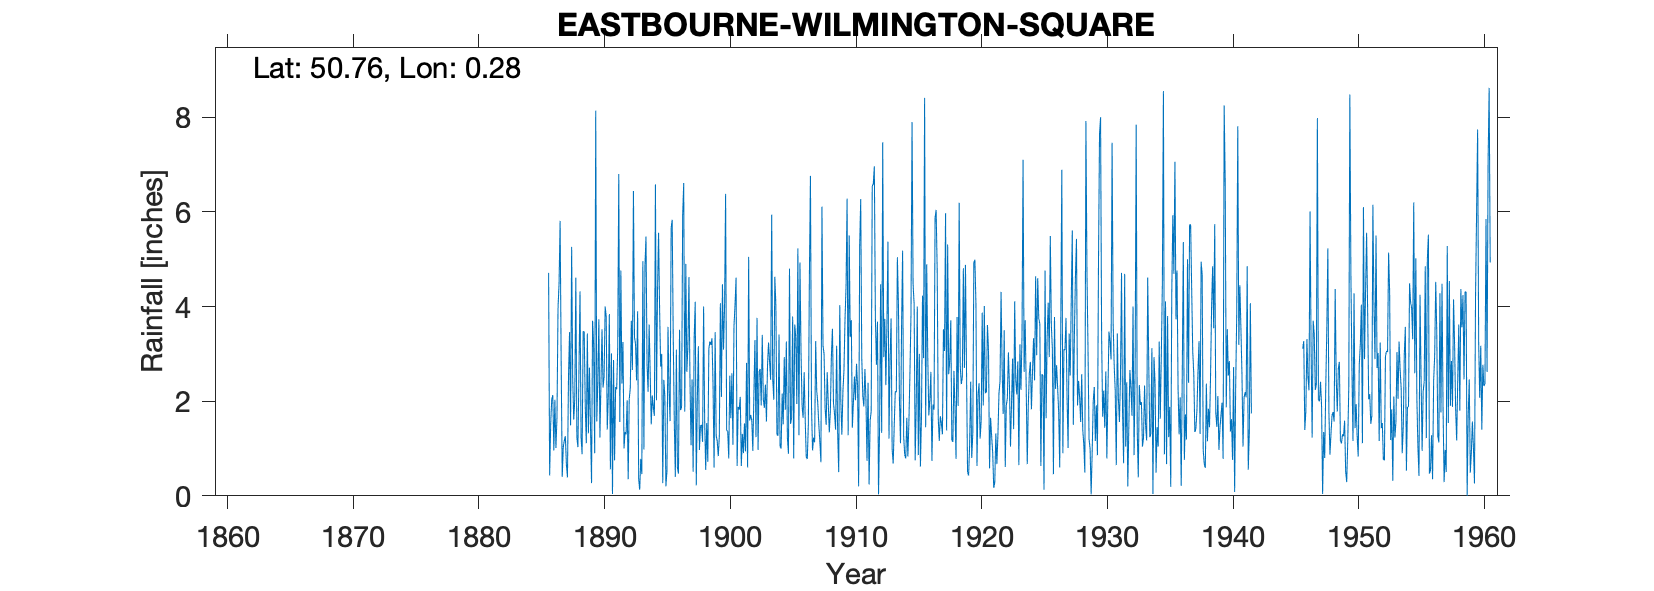 EASTBOURNE-WILMINGTON-SQUARE
Lat: 50.76, Lon: 0.28
8
6
4
2
0
Rainfall [inches]
1860 1870 1880 1890 1900 1910 1920 1930 1940 1950 1960
Year